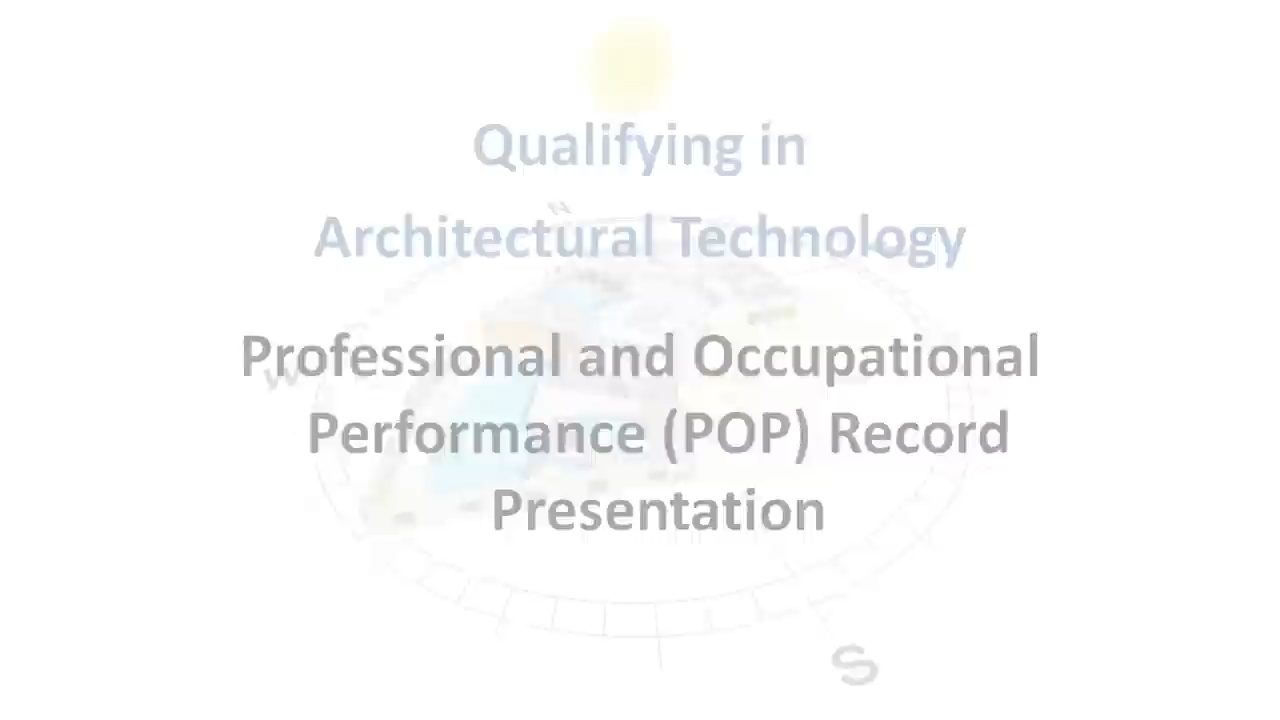 Qualifying in
N
Architectural Technology
Professional and Occupational
W
Performance (POP) Record
Presentation
S